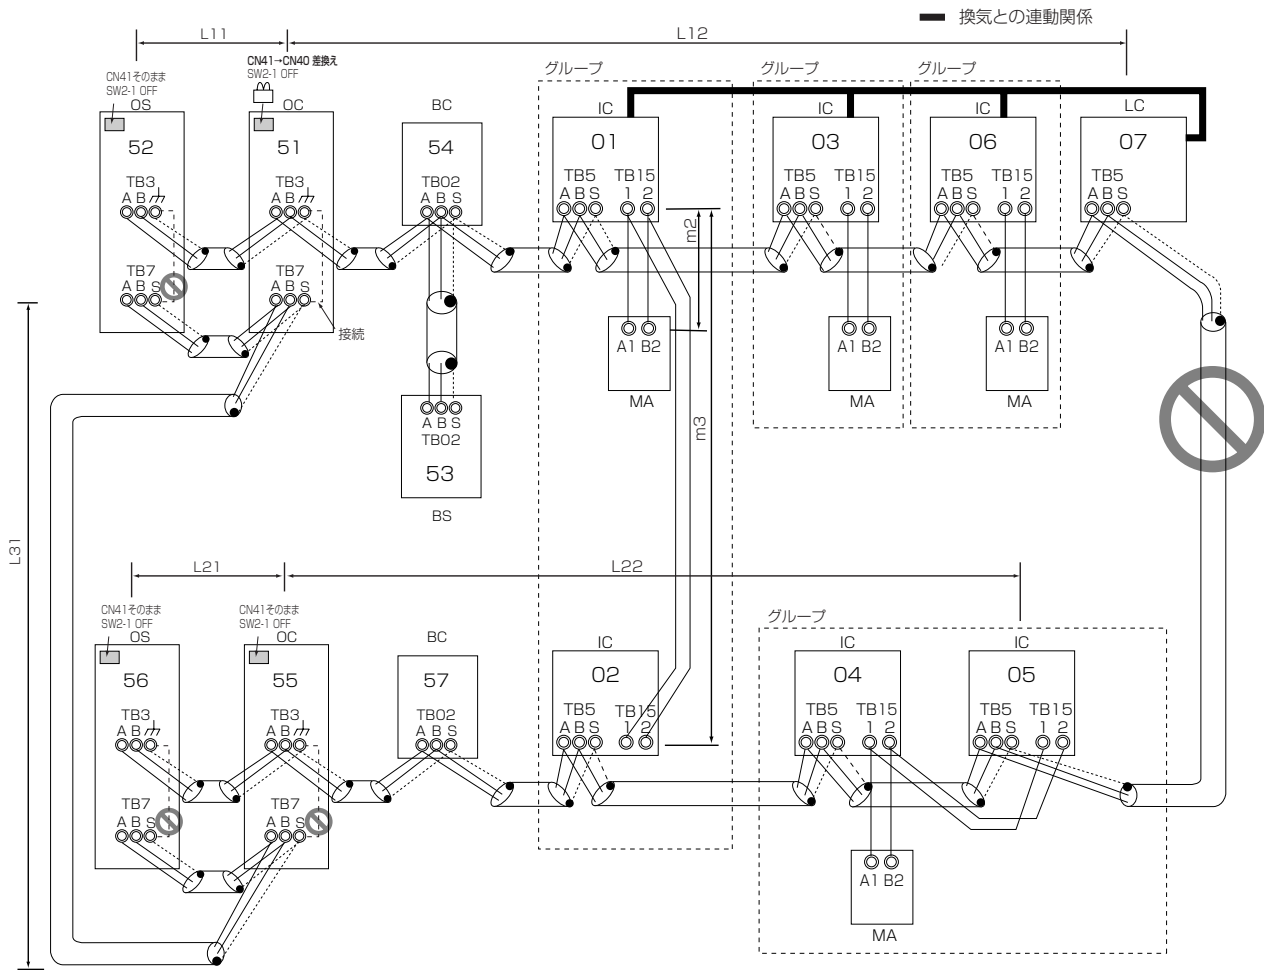 換気との連動関係
L11
L12
CN41そのまま
SW2-1 OFF
OS
CN41→CN40 差換え
SW2-1 OFF
OC
BC
グループ
IC
グループ
IC
グループ
IC
LC
52
51
54
01
03
06
07
TB3
A B
TB3
A B
TB02
A B S
TB5
A B S
TB15
1 2
TB5
A B S
TB15
1 2
TB5
A B S
TB15
1 2
TB5
A B S
TB7
A B S
TB7
A B S
接続
m2
A1 B2
MA
A1 B2
MA
A1 B2
MA
A B S
TB02
53
BS
m3
L31
L21
L22
CN41そのまま
SW2-1 OFF
OS
CN41そのまま
SW2-1 OFF
OC
BC
IC
グループ
IC
IC
56
55
57
02
04
05
TB3
A B
TB3
A B
TB02
A B S
TB5
A B S
TB15
1 2
TB5
A B S
TB15
1 2
TB5
A B S
TB15
1 2
TB7
A B S
TB7
A B S
A1 B2
MA